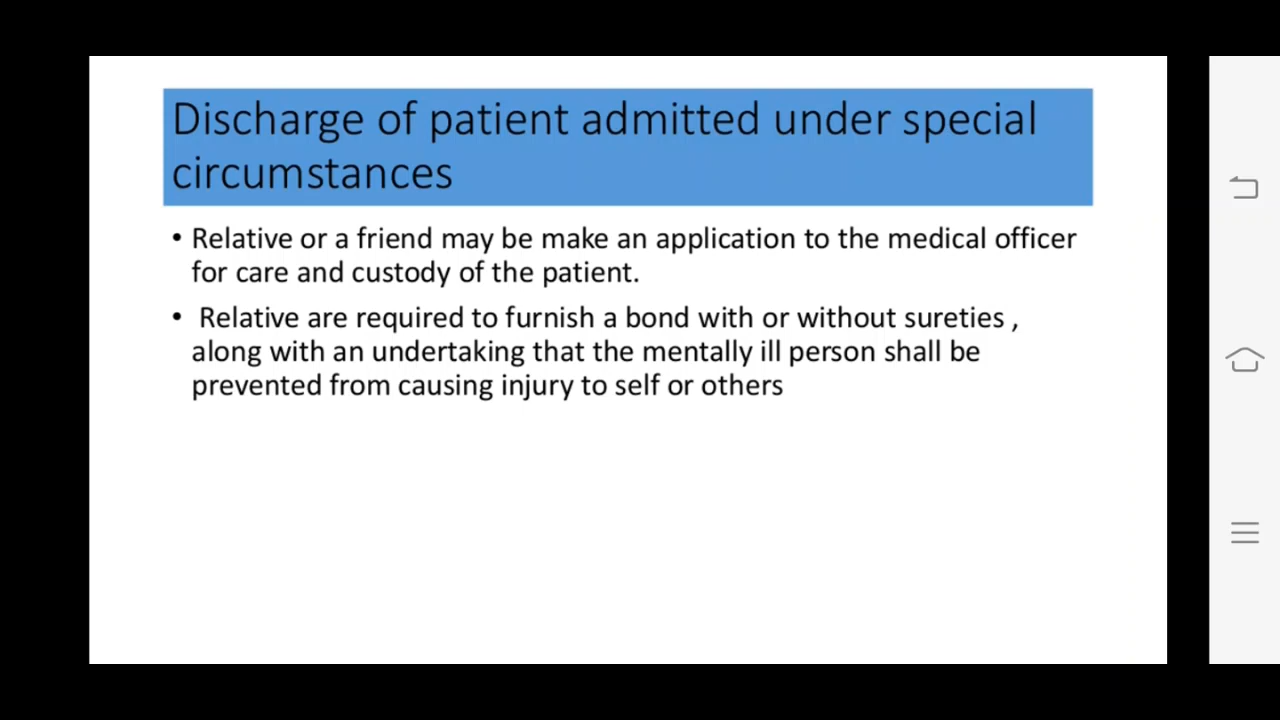 Discharge of patient admitted under special
circumstances
• Relative or a friend may be make an application to the medical officer
for care and custody of the patient.
• Relative are required to furnish a bond with or without sureties ,
along with an undertaking that the mentally ill person shall be
prevented from causing injury to self or others